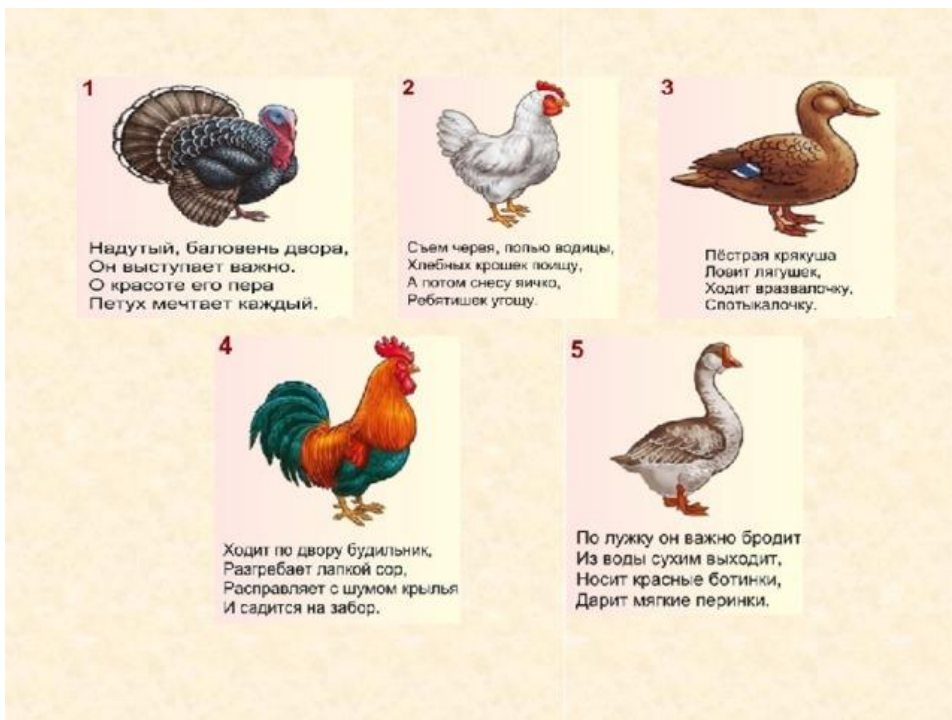 1
Надутый, баловень двора,
Он выступает важно.
О красоте его пера
Петух мечтает каждый.
2
Съем червя, попью водицы,
Хлебных крошек поищу,
А потом снесу яичко,
Ребятишек угощу.
3
Пёстрая крякуша
Ловит лягушек,
Ходит вразвалочку,
Спотыкалочку.
4
Ходит по двору будильник,
Разгребает лапкой сор,
Расправляет с шумом крылья
И садится на забор.
5
По лужку он важно бродит
Из воды сухим выходит,
Носит красные ботинки,
Дарит мягкие перинки.